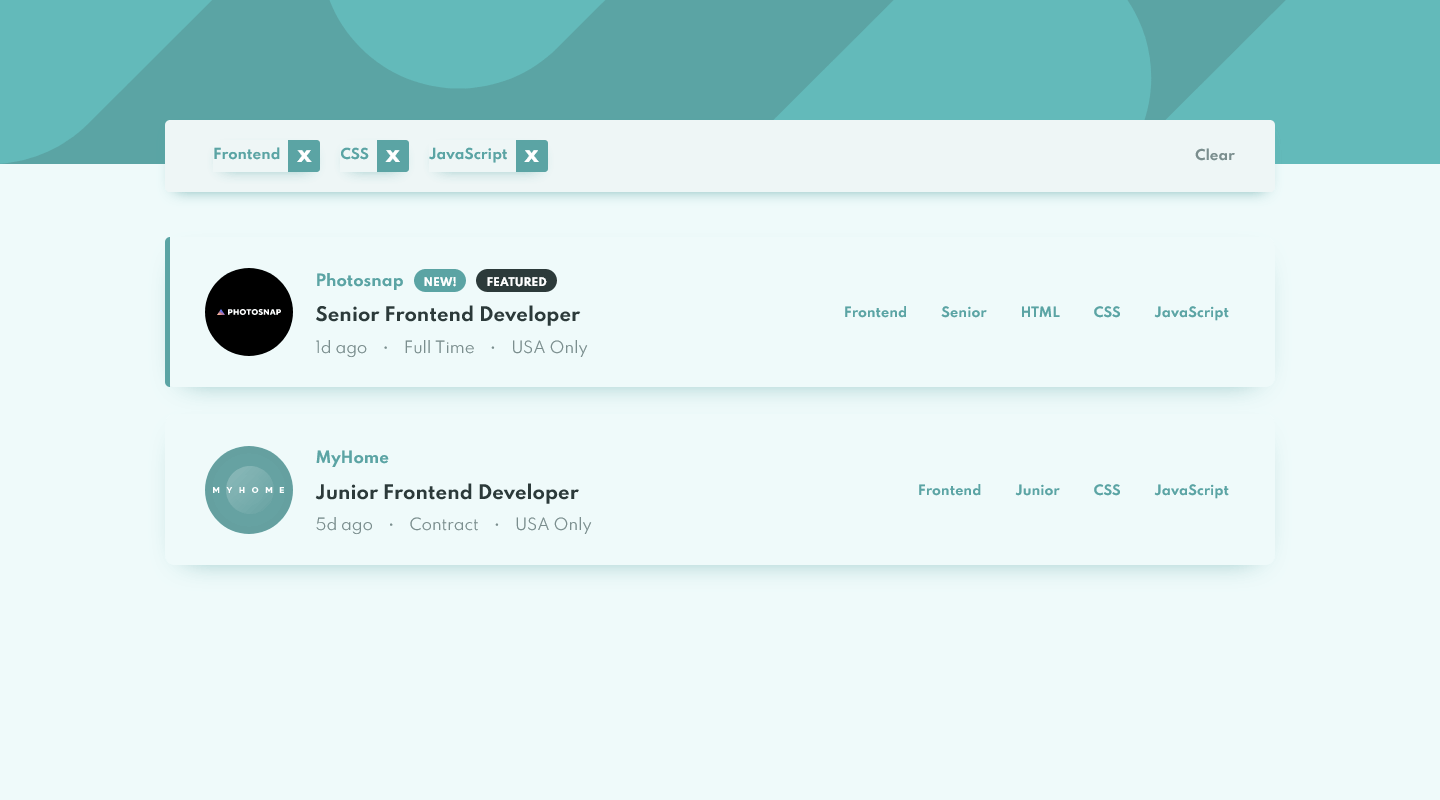 Frontend X CSS X JavaScript X Clear
Photosnap NEW! FEATURED
PHOTOSNAP
Senior Frontend Developer
Frontend Senior HTML CSS JavaScript
1d ago · Full Time · USA Only
MyHome
MYHOME
Junior Frontend Developer
Frontend Junior CSS JavaScript
5d ago · Contract · USA Only